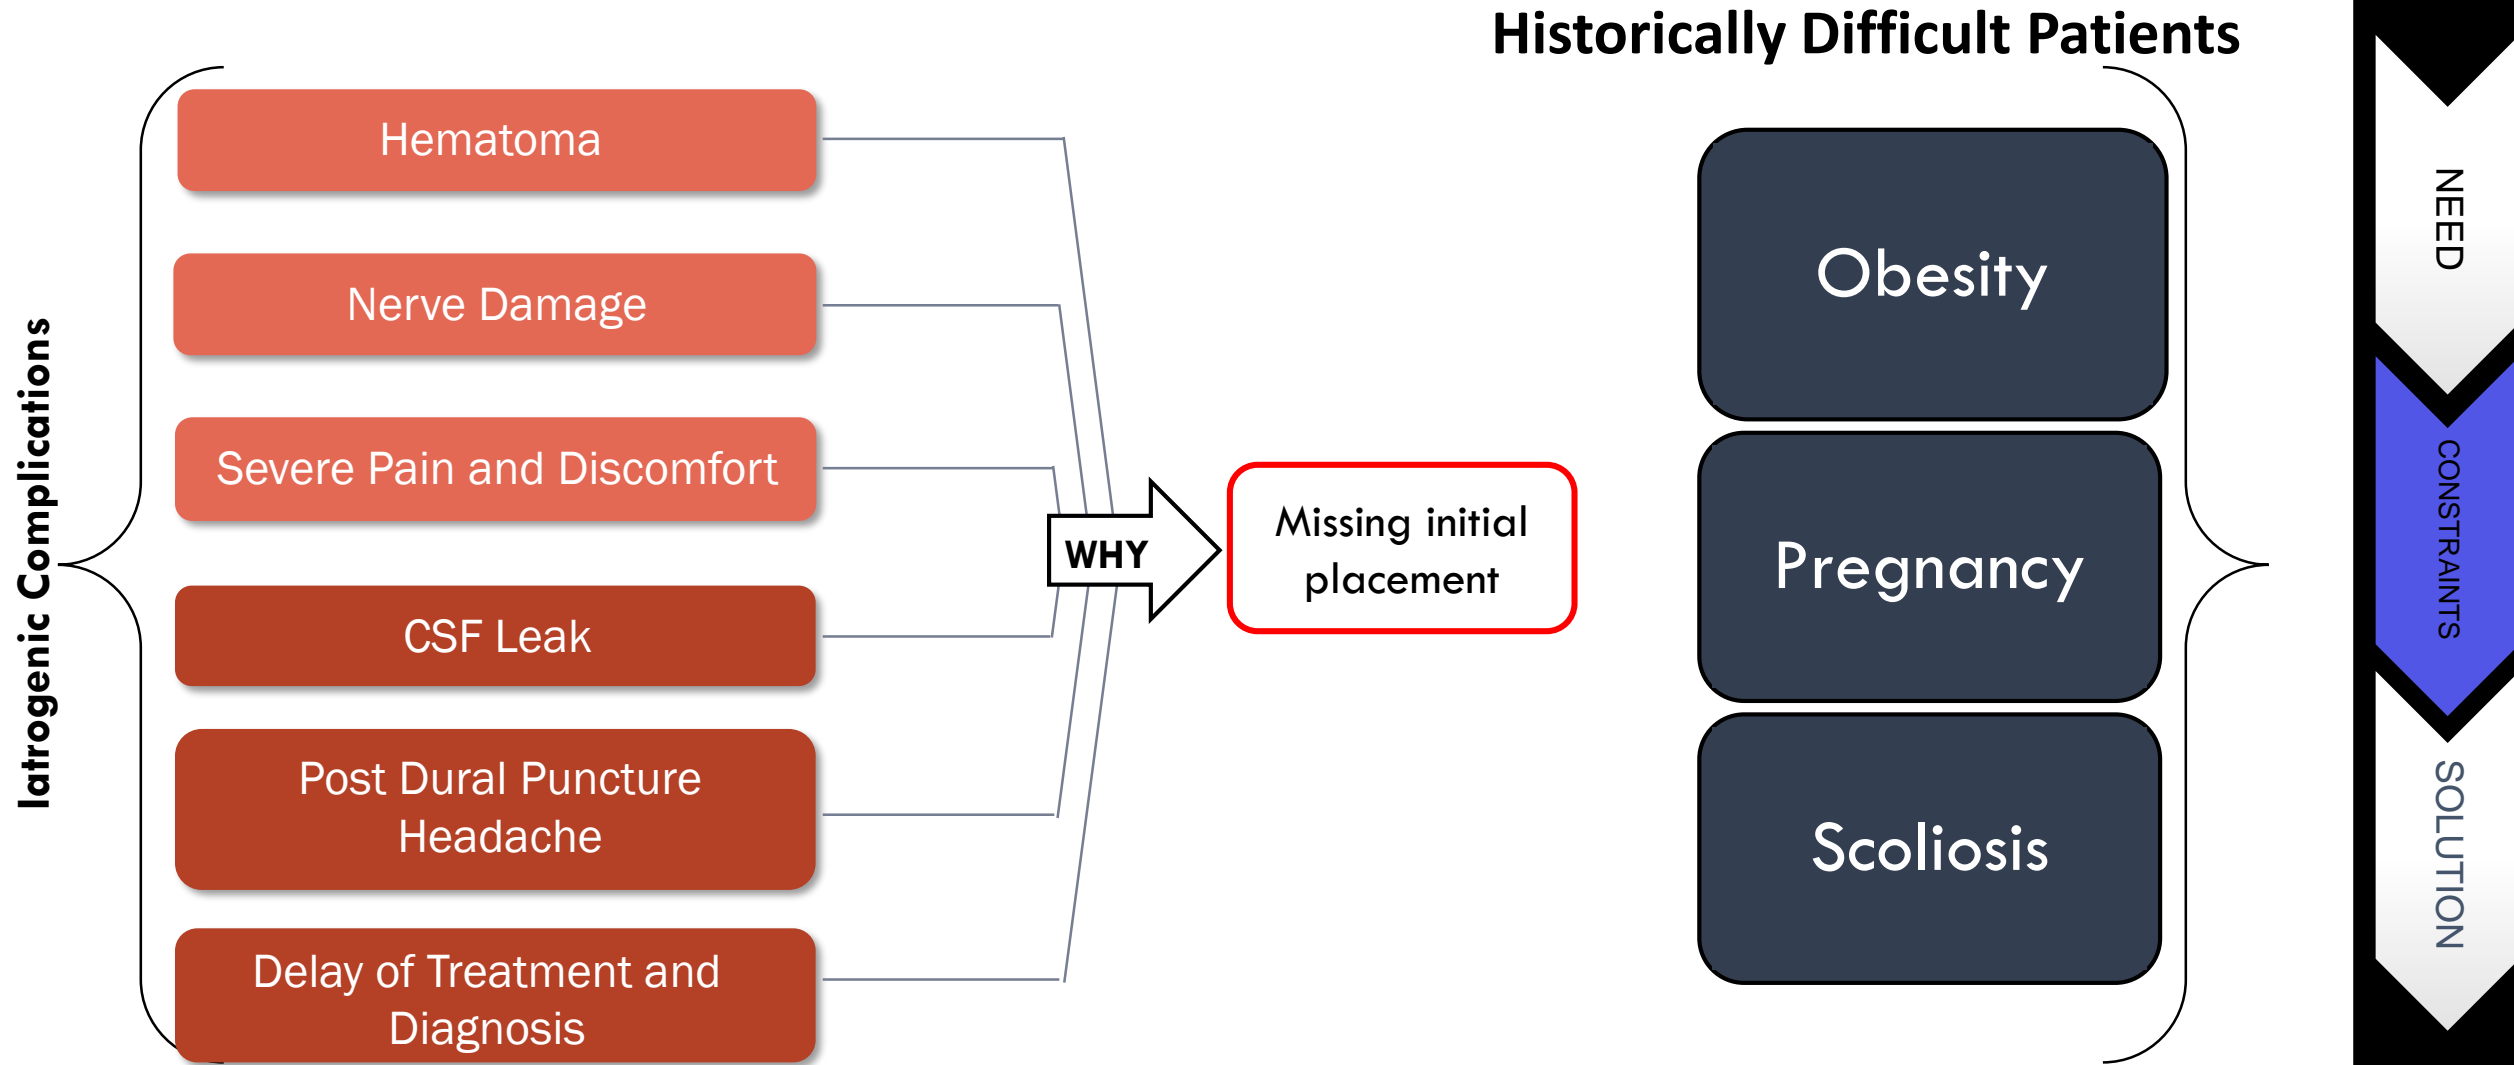 Historically Difficult Patients
Iatrogenic Complications
Hematoma
Nerve Damage
Severe Pain and Discomfort
CSF Leak
Post Dural Puncture
Headache
Delay of Treatment and
Diagnosis
WHY
Missing initial
placement
Obesity
Pregnancy
Scoliosis
NEED
CONSTRAINTS
SOLUTION